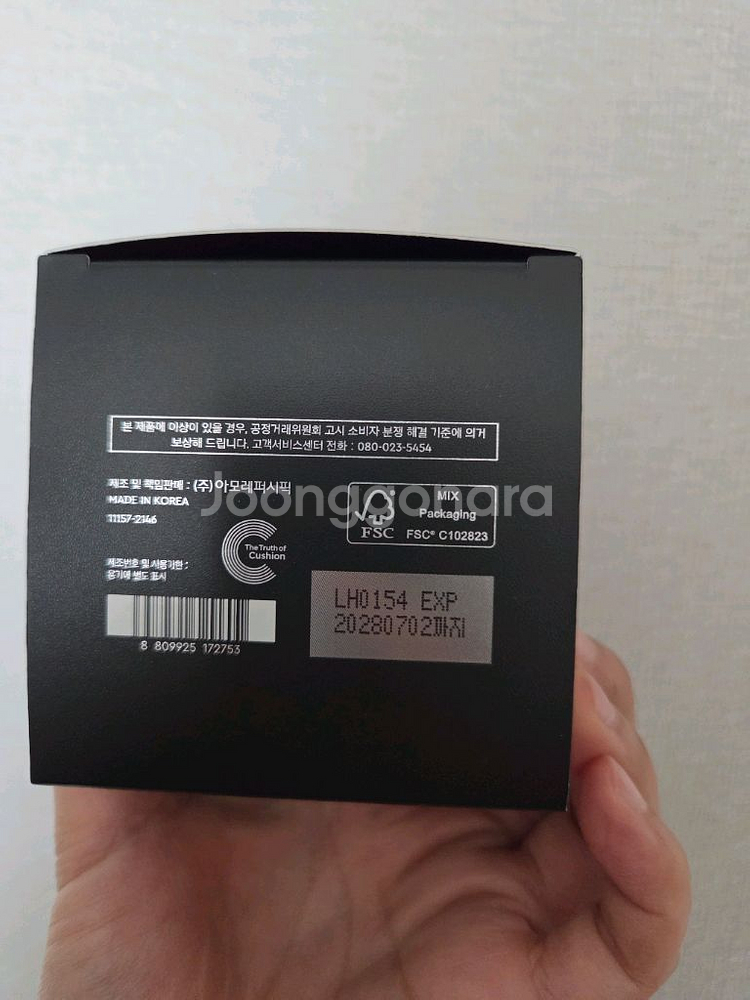 본 제품에 이상이 있을 경우, 공정거래위원회 고시 소비자 분쟁 해결 기준에 의거
보상해 드립니다. 고객서비스센터 전화 : 080-023-5454
제조 및 책임판매 : (주)아모레퍼시픽
MADE IN KOREA
11157-2146
Joonggonara
MIX
Packaging
FSC
FSC® C102823
The Truth of
Cushion
제조번호 및 사용기한 :
용기에 별도 표시
LH0154 EXP
20280702까지
8 809925 172753